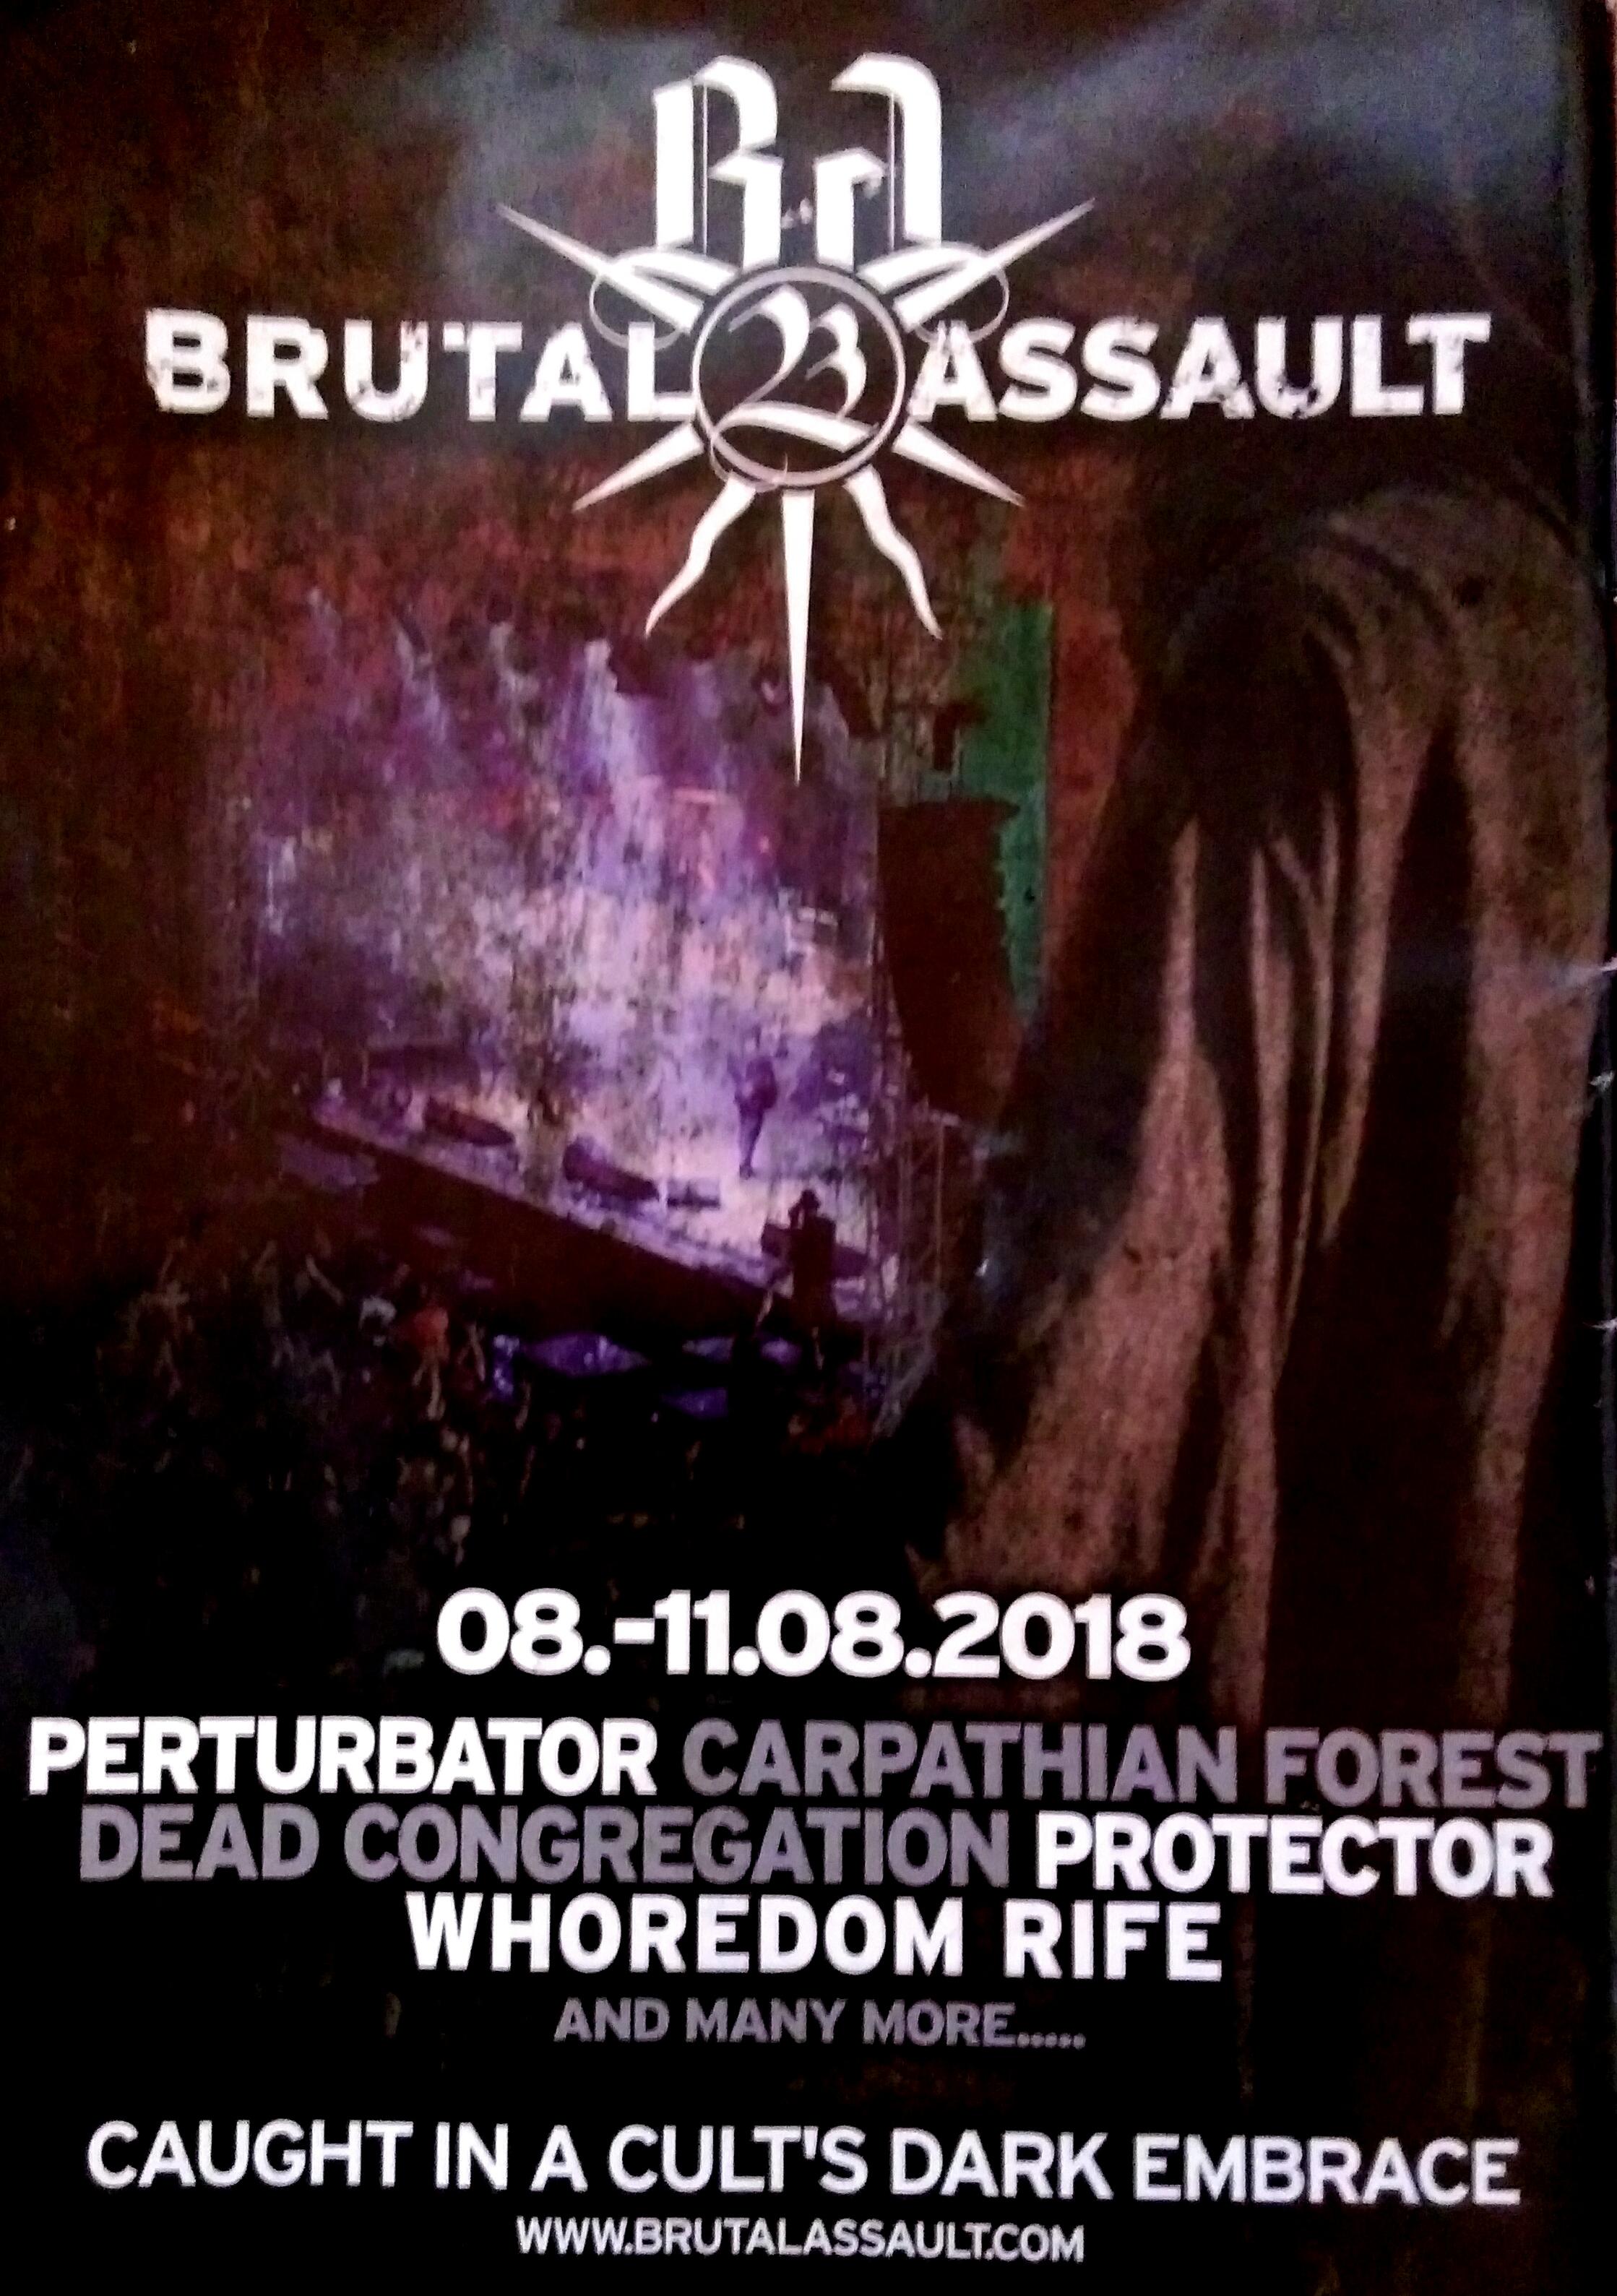 BA
BRUTAL 23 ASSAULT
08.-11.08.2018
PERTURBATOR CARPATHIAN FOREST
DEAD CONGREGATION PROTECTOR
WHOREDOM RIFE
AND MANY MORE.....
CAUGHT IN A CULT'S DARK EMBRACE
WWW.BRUTALASSAULT.COM